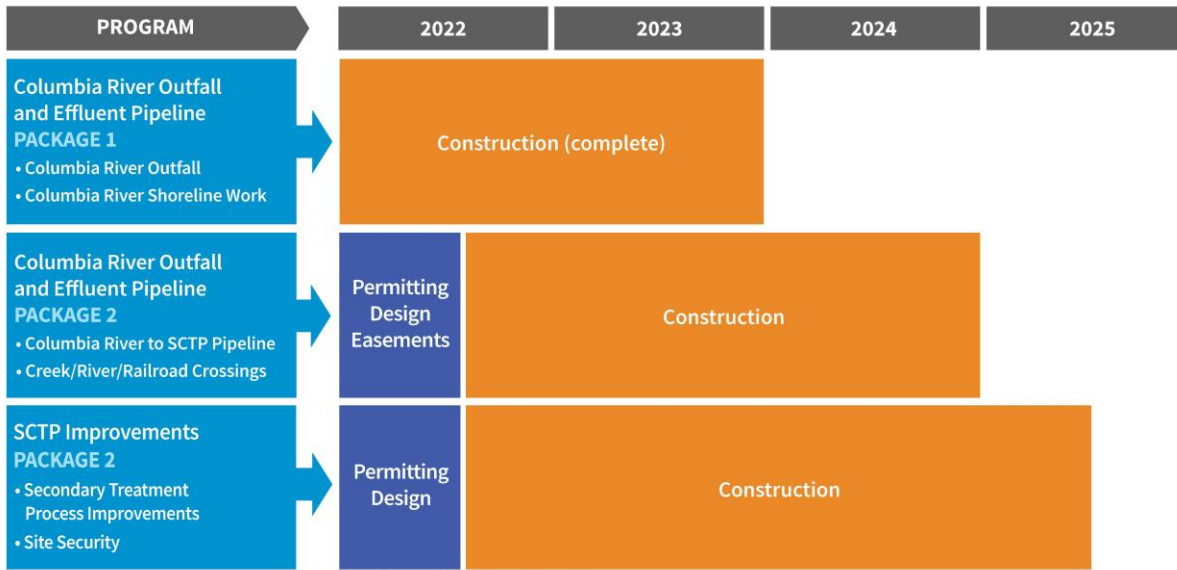 PROGRAM
2022
2023
2024
2025
Columbia River Outfall
and Effluent Pipeline
PACKAGE 1
• Columbia River Outfall
• Columbia River Shoreline Work
Construction (complete)
Columbia River Outfall
and Effluent Pipeline
PACKAGE 2
• Columbia River to SCTP Pipeline
• Creek/River/Railroad Crossings
Permitting
Design
Easements
Construction
SCTP Improvements
PACKAGE 2
• Secondary Treatment
Process Improvements
• Site Security
Permitting
Design
Construction